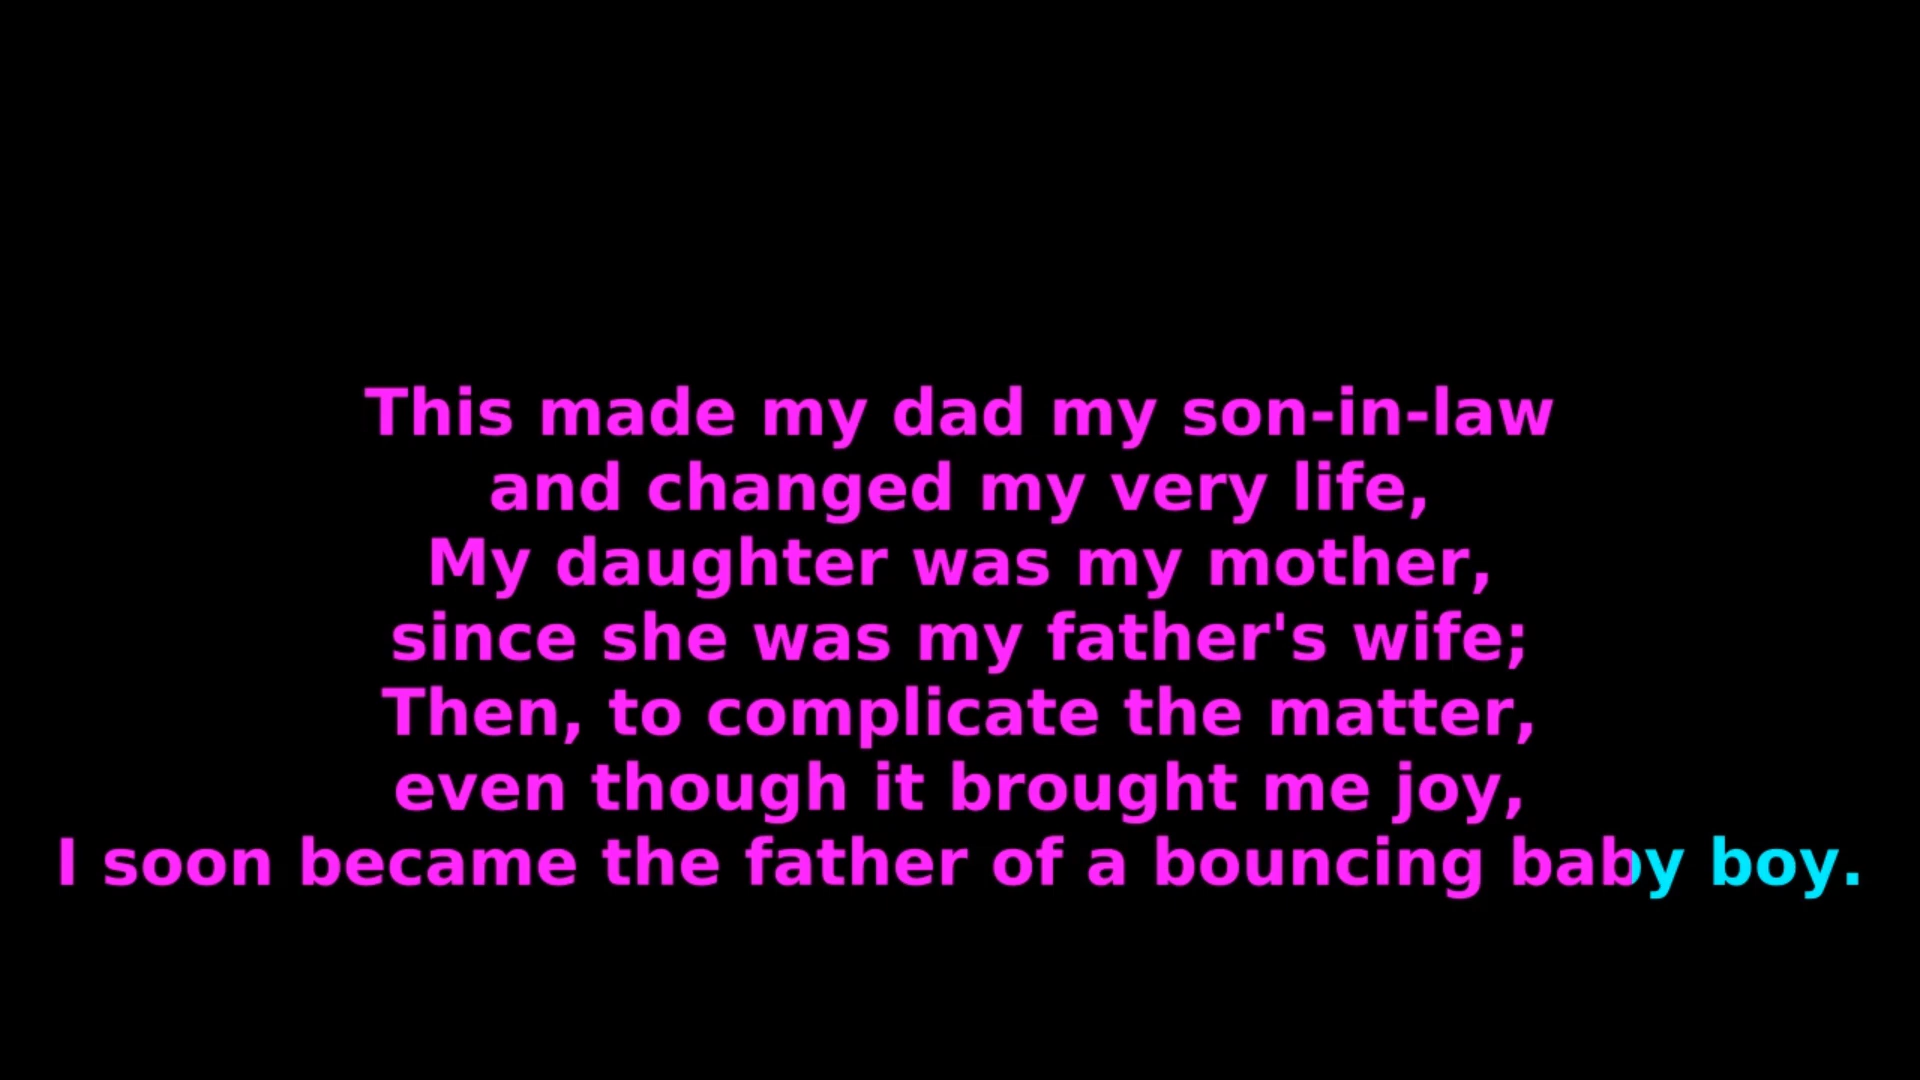 This made my dad my son-in-law
and changed my very life,
My daughter was my mother,
since she was my father's wife;
Then, to complicate the matter,
even though it brought me joy,
I soon became the father of a bouncing baby boy.